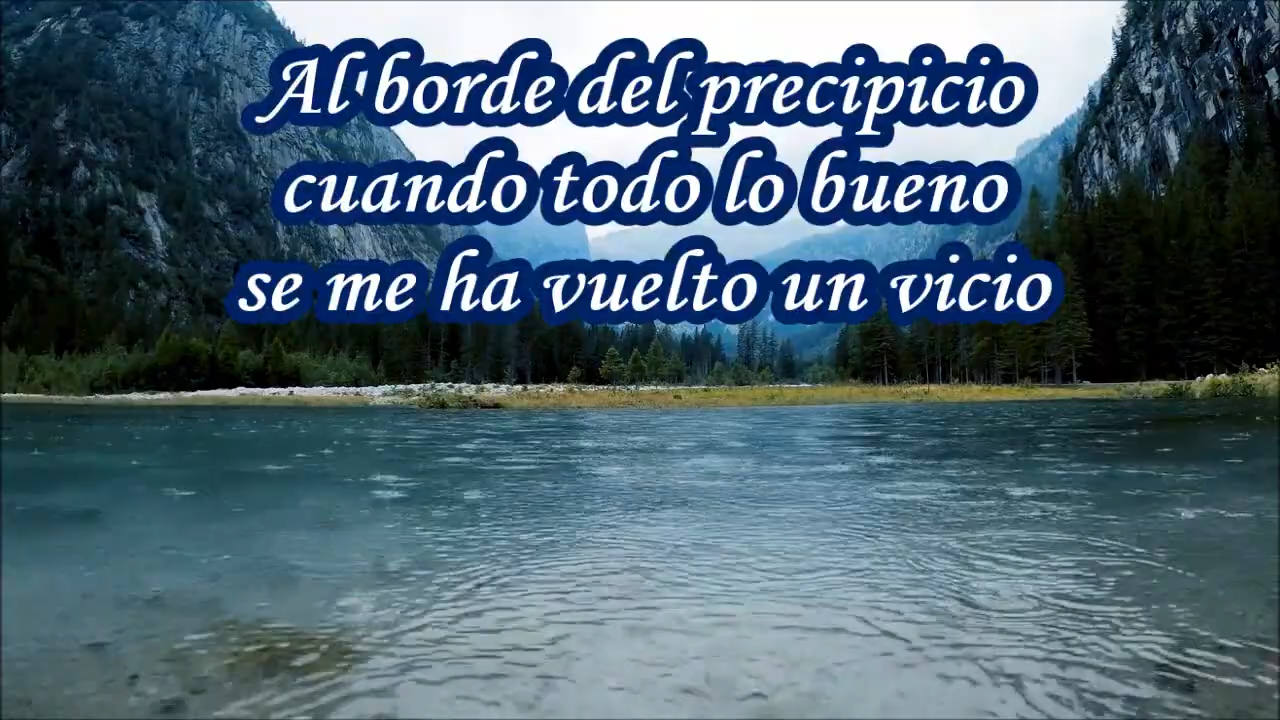 Al borde del precipicio
cuando todo lo bueno
se me ha vuelto un vicio